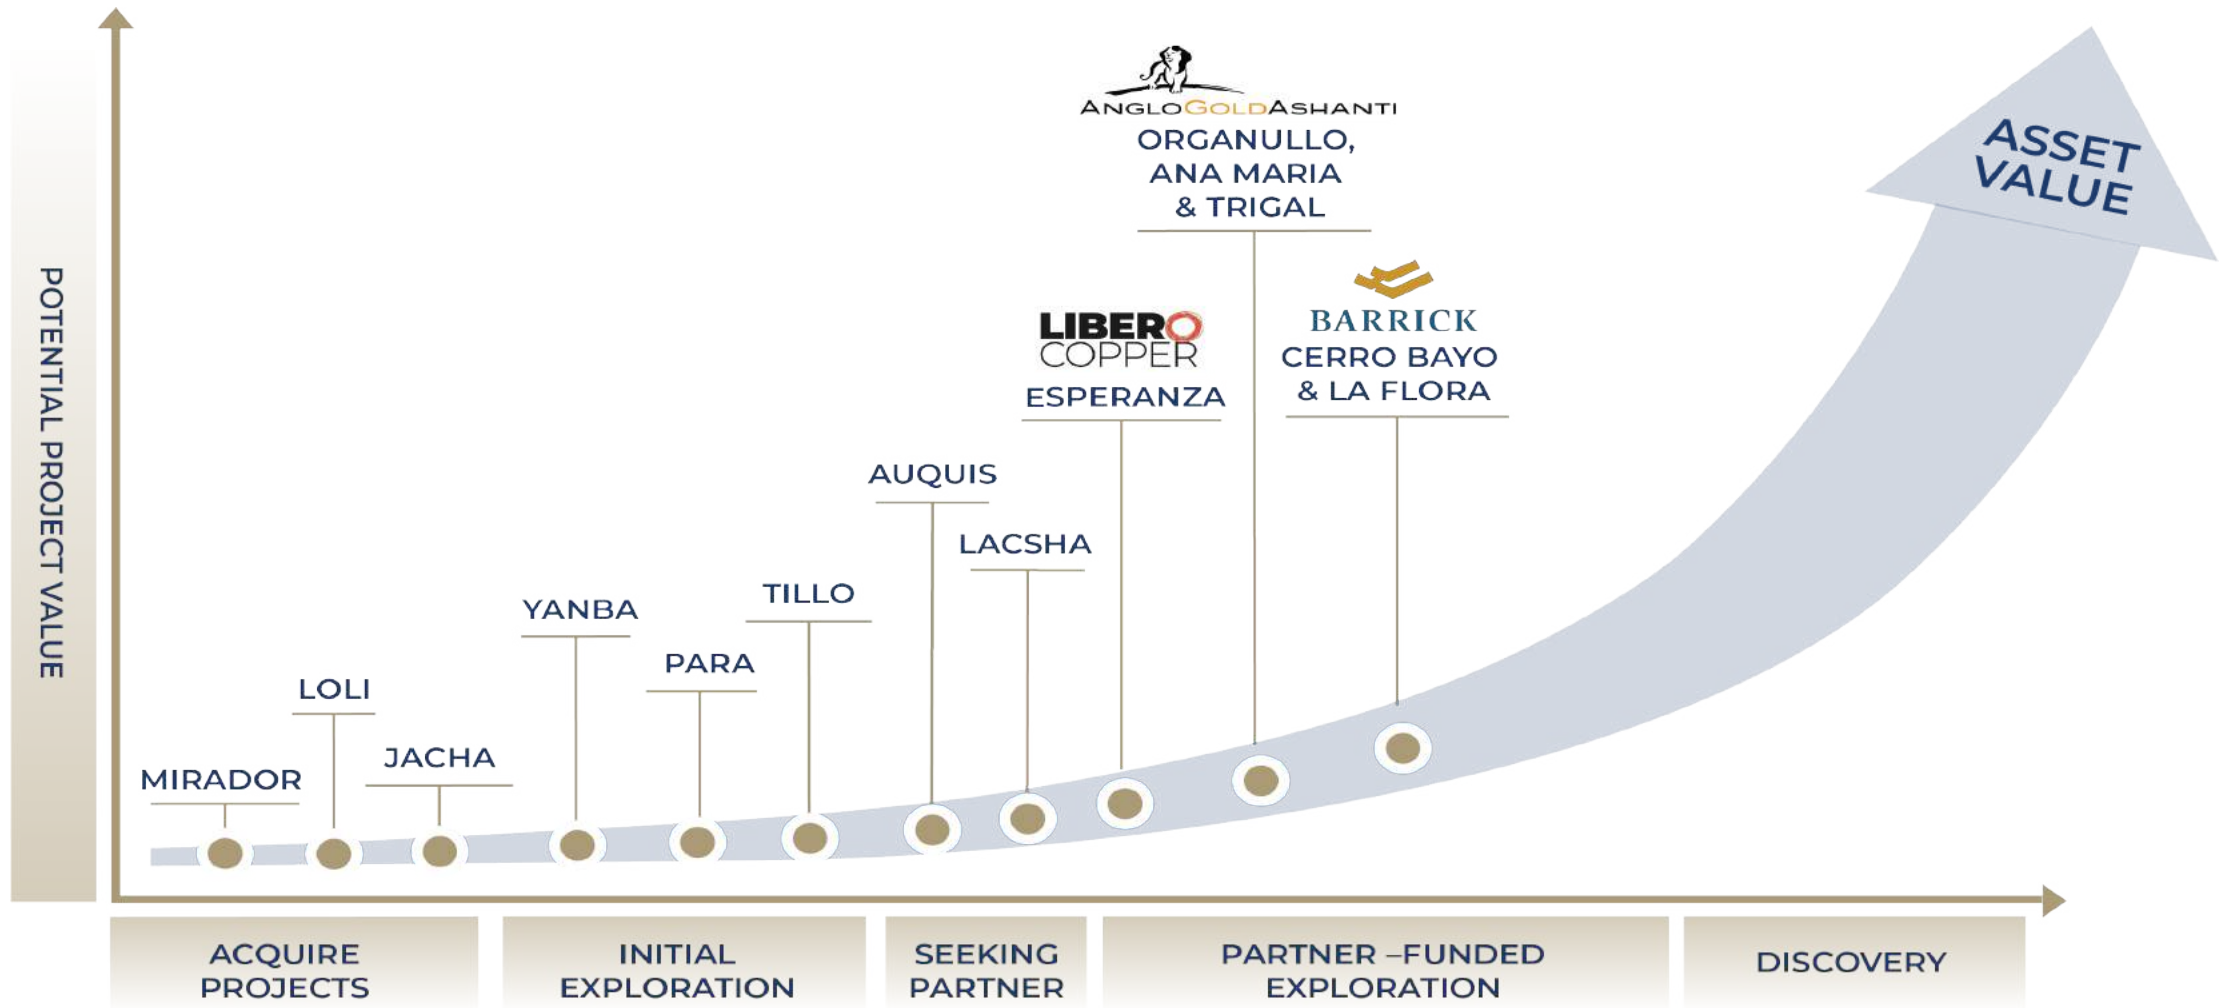 ANGLOGOLDASHANTI
ORGANULLO,
ANA MARIA
& TRIGAL
ASSET
VALUE
BARRICK
CERRO BAYO
& LA FLORA
LIBERO
COPPER
ESPERANZA
AUQUIS
LACSHA
TILLO
YANBA
PARA
LOLI
JACHA
MIRADOR
POTENTIAL PROJECT VALUE
ACQUIRE
PROJECTS
INITIAL
EXPLORATION
SEEKING
PARTNER
PARTNER –FUNDED
EXPLORATION
DISCOVERY